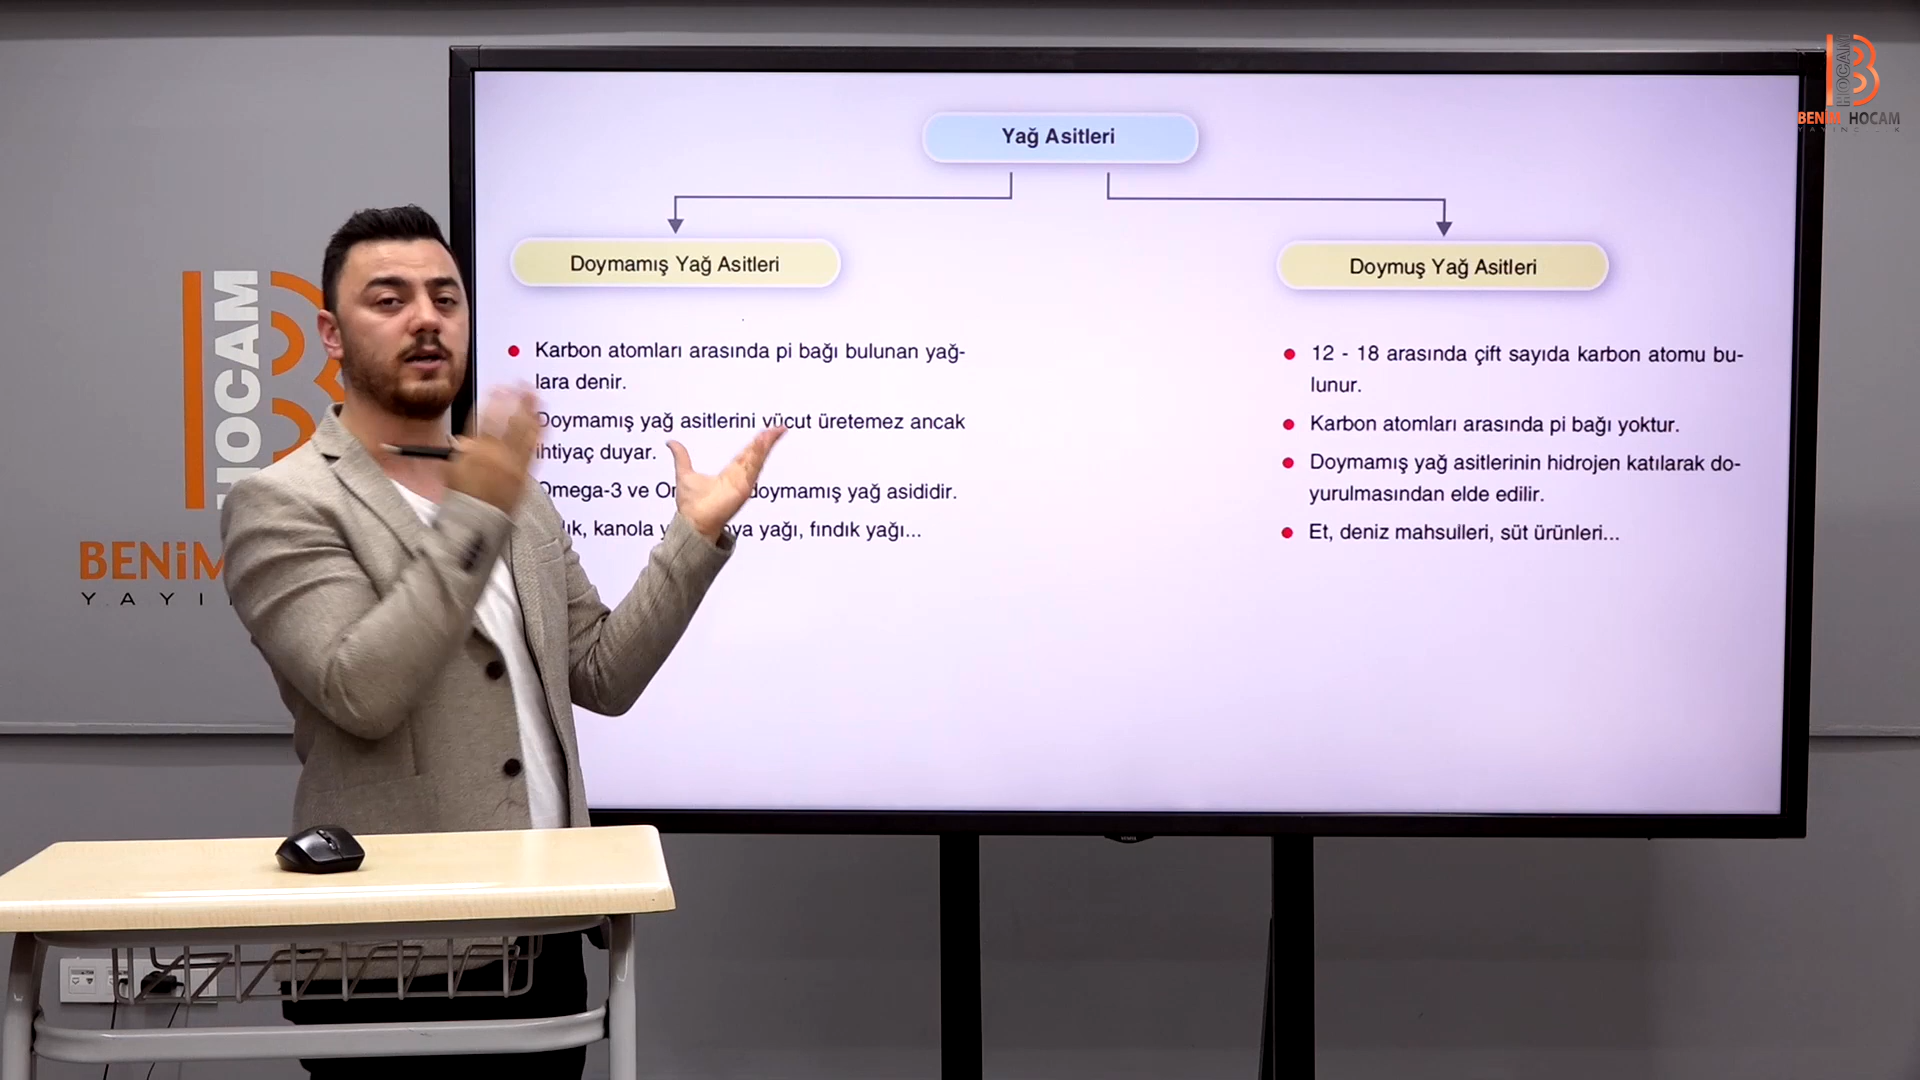 Yağ Asitleri
Doymamış Yağ Asitleri
Karbon atomları arasında pi bağı bulunan yağ-
lara denir.
Doymamış yağ asitlerini vücut üretemez ancak
ihtiyaç duyar.
Omega-3 ve doymamış yağ asididir.
kanola yağı, fındık yağı...
Doymuş Yağ Asitleri
12 - 18 arasında çift sayıda karbon atomu bu-
lunur.
Karbon atomları arasında pi bağı yoktur.
Doymamış yağ asitlerinin hidrojen katılarak do-
yurulmasından elde edilir.
Et, deniz mahsulleri, süt ürünleri...
HOCAM
BENİM HOCAM
HOCAM
BENİM